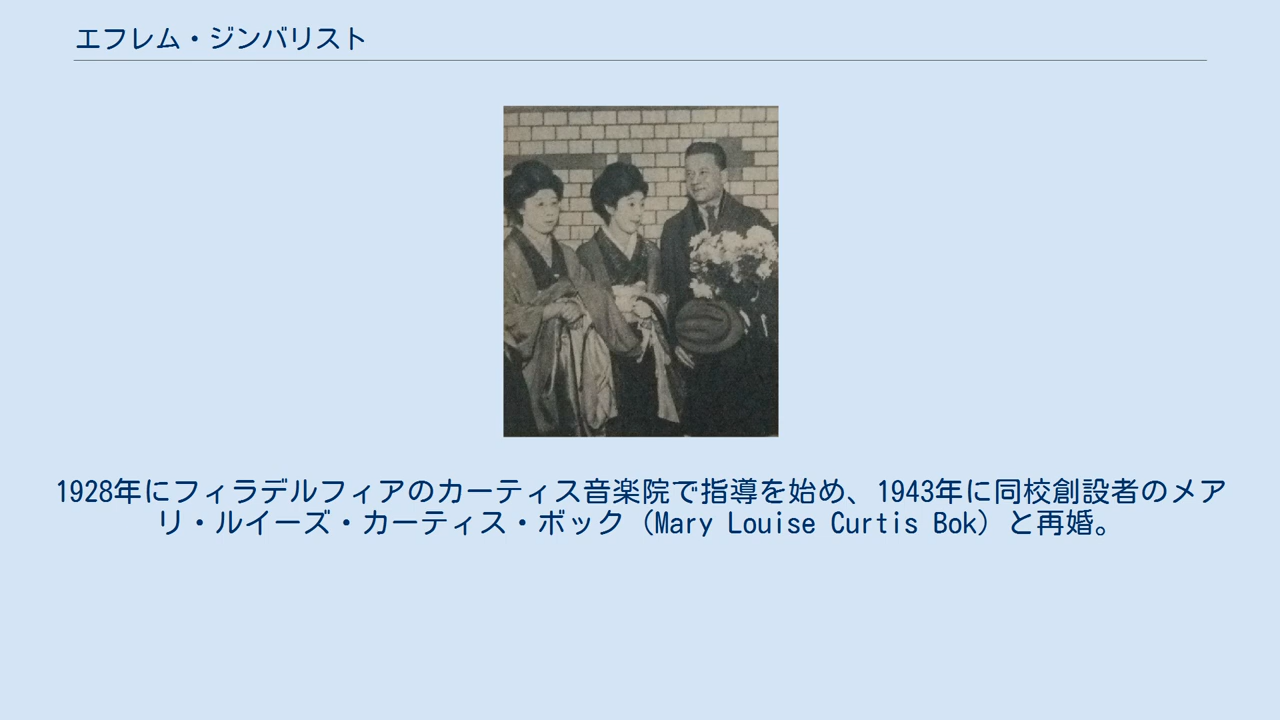 エフレム・ジンバリスト
1928年にフィラデルフィアのカーティス音楽院で指導を始め、1943年に同校創設者のメア
リ・ルイーズ・カーティス・ボック（Mary Louise Curtis Bok）と再婚。